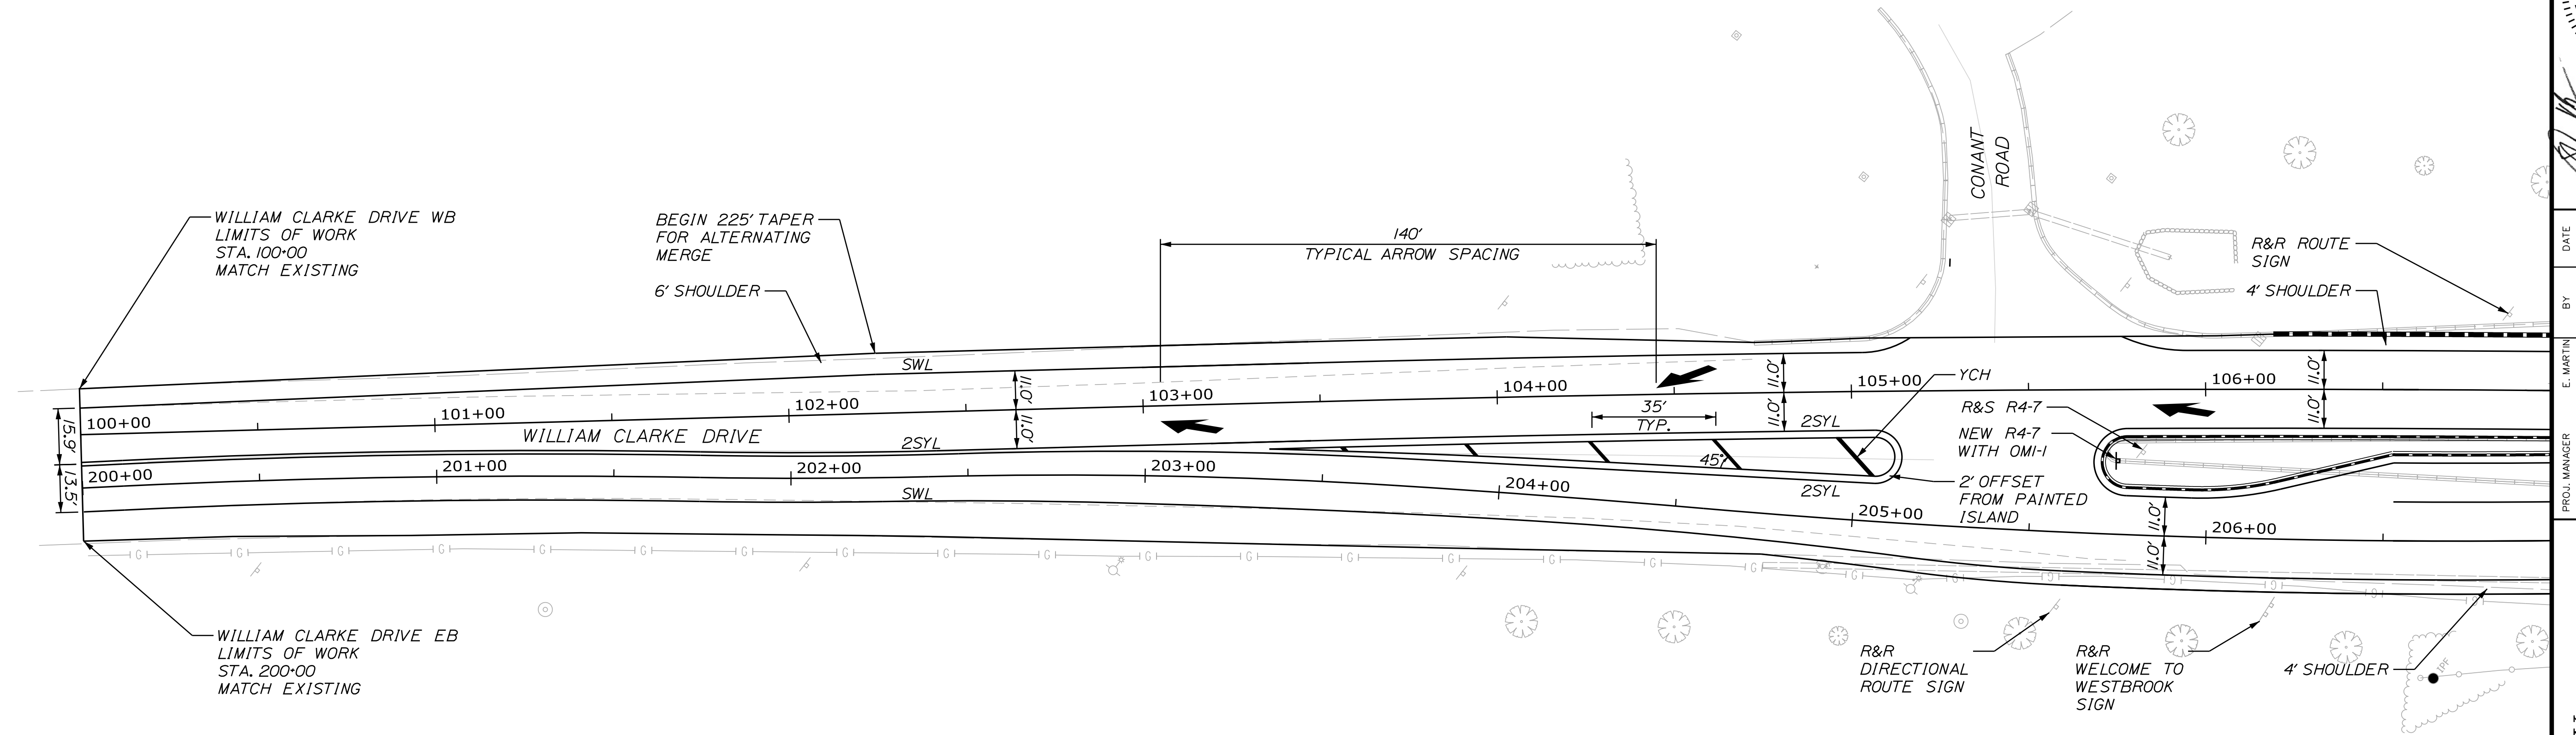 WILLIAM CLARKE DRIVE WB
LIMITS OF WORK
STA. 100+00
MATCH EXISTING
BEGIN 225' TAPER
FOR ALTERNATING
MERGE
6' SHOULDER
140'
TYPICAL ARROW SPACING
CONANT
ROAD
R&R ROUTE
SIGN
4' SHOULDER
DATE
BY
E. MARTIN
PROJ. MANAGER
SWL
11.0'
11.0'
11.0'
11.0'
11.0'
11.0'
100+00
101+00
102+00
103+00
104+00
105+00
106+00
15.9'
13.5'
WILLIAM CLARKE DRIVE
2SYL
35'
TYP.
2SYL
YCH
R&S R4-7
NEW R4-7
WITH OM1-1
45°
2' OFFSET
FROM PAINTED
ISLAND
2SYL
200+00
201+00
202+00
203+00
204+00
205+00
206+00
SWL
11.0'
11.0'
G G G G G G G G G G G G G G G G G G G G G G G G
WILLIAM CLARKE DRIVE EB
LIMITS OF WORK
STA. 200+00
MATCH EXISTING
R&R
DIRECTIONAL
ROUTE SIGN
R&R
WELCOME TO
WESTBROOK
SIGN
4' SHOULDER
IPF